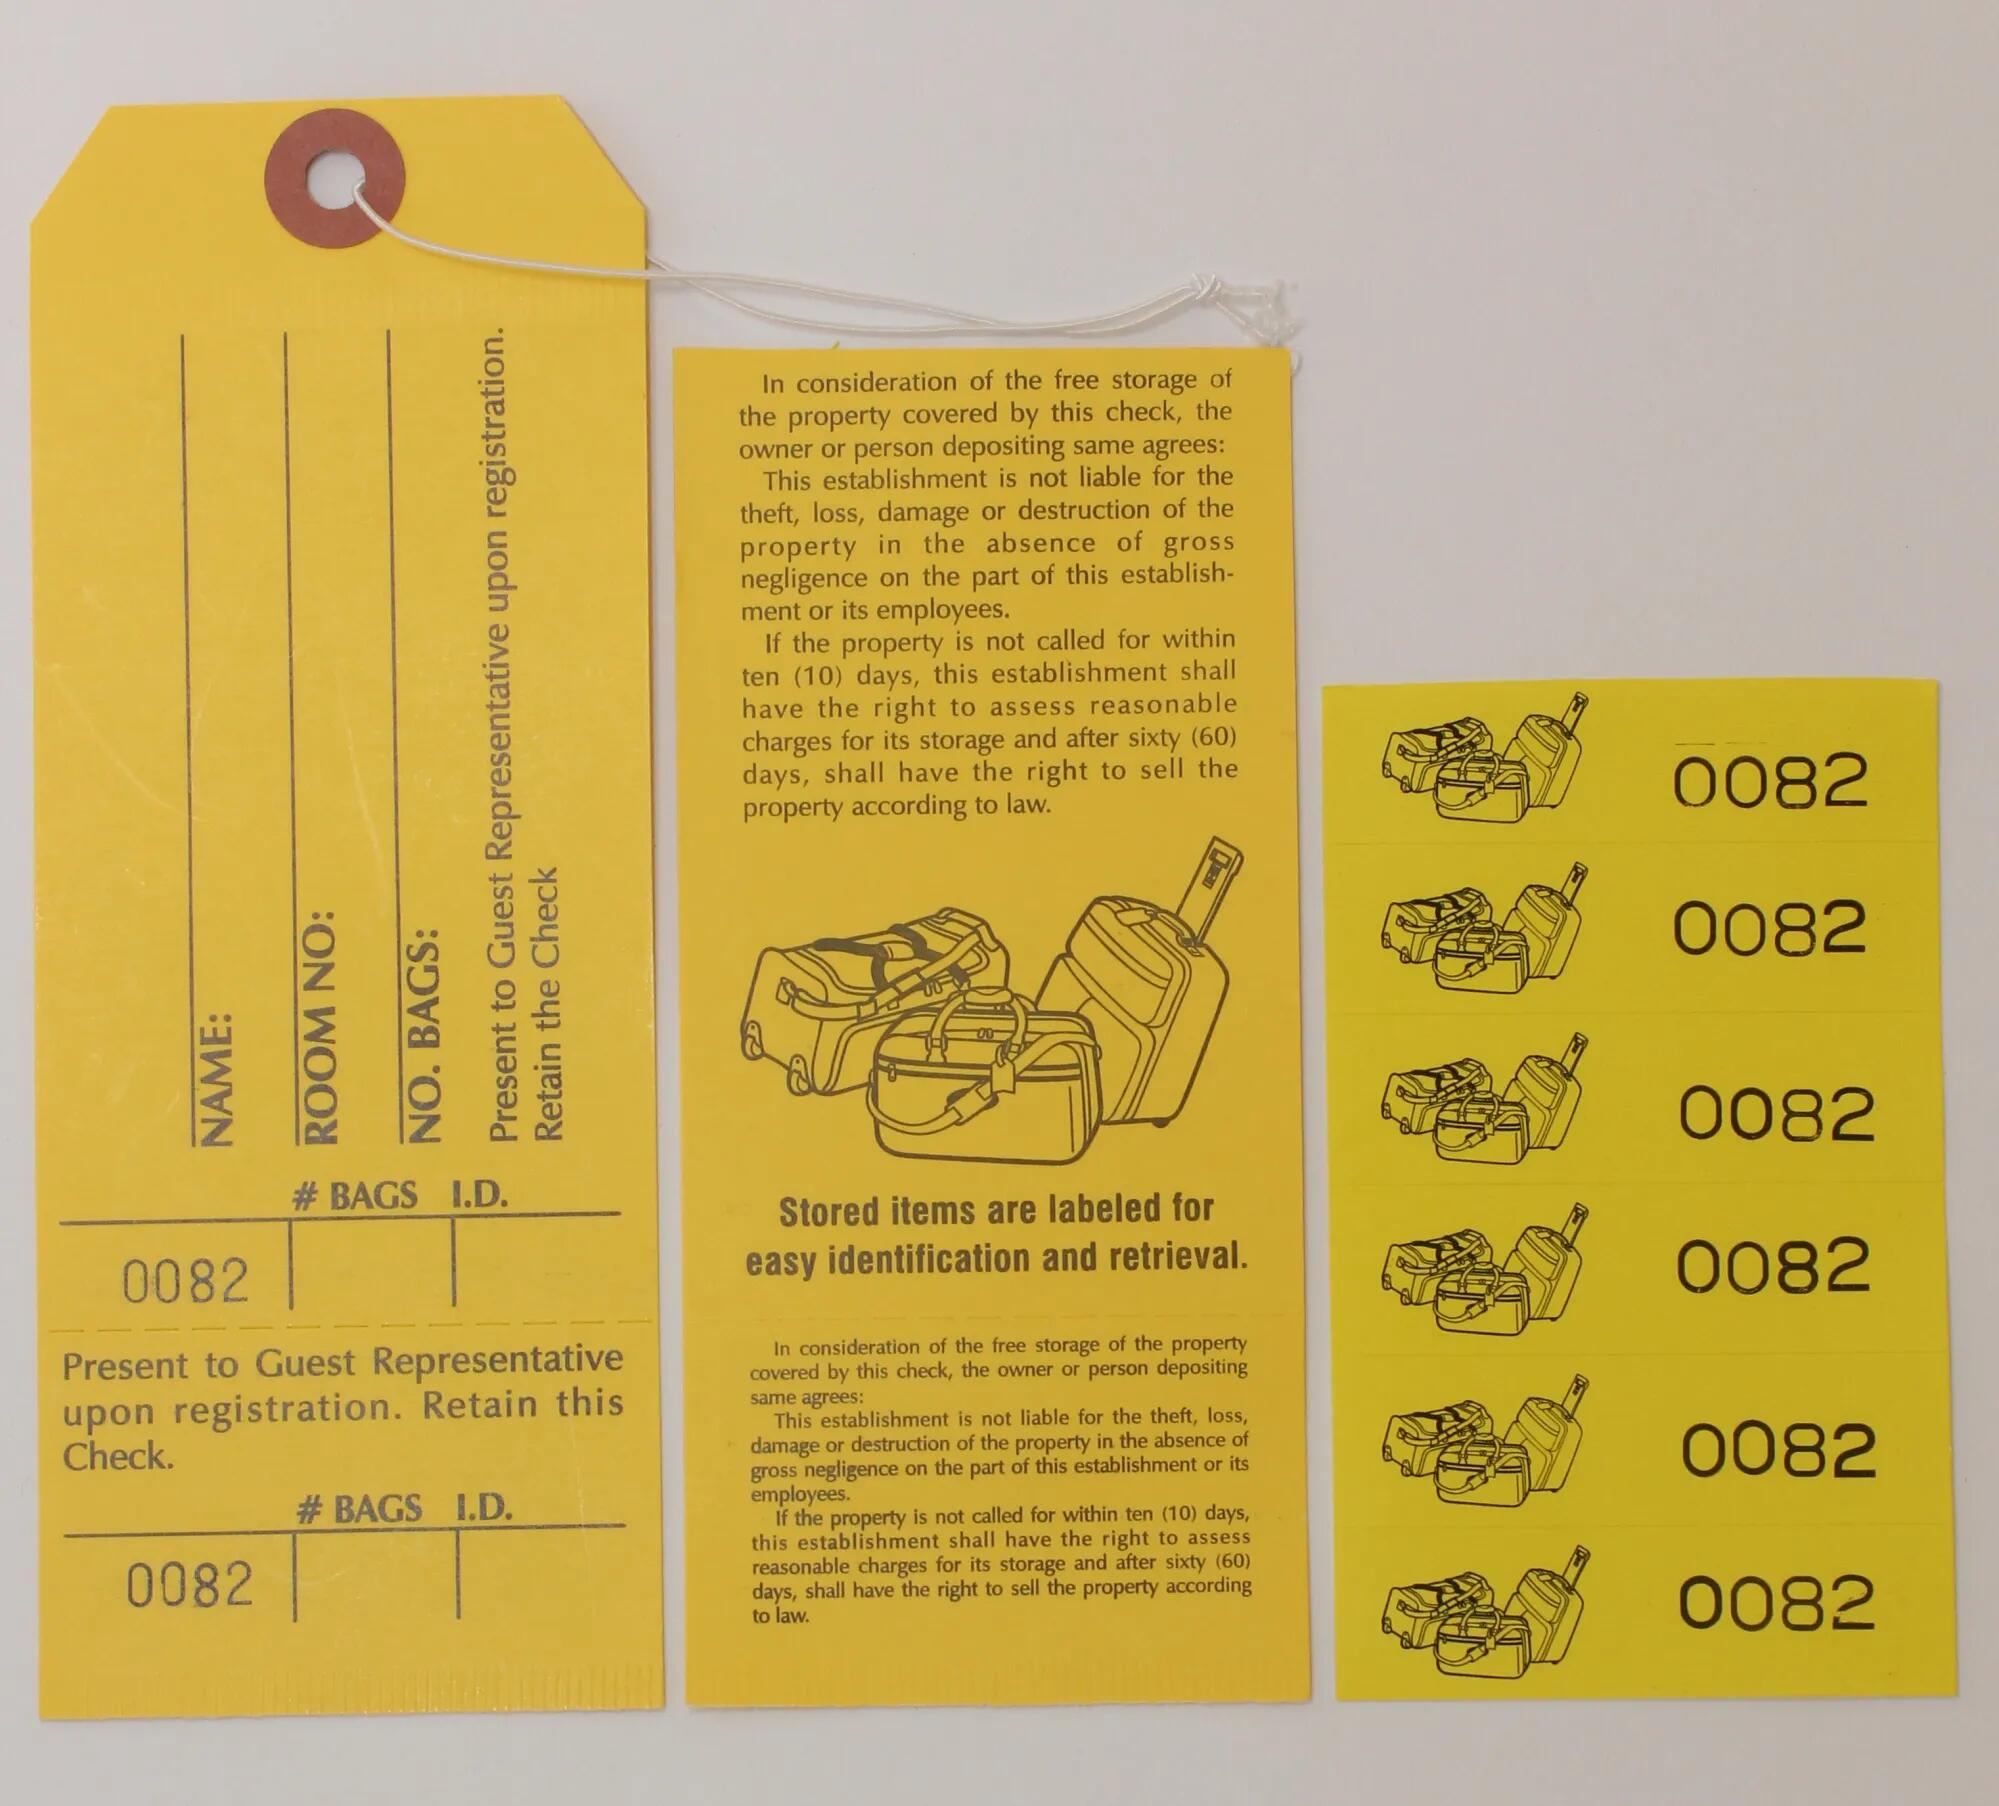 NAME:
ROOM NO:
NO. BAGS:
Present to Guest Representative upon registration.
Retain the Check
# BAGS I.D.
0082
Present to Guest Representative
upon registration. Retain this
Check.
# BAGS I.D.
0082
In consideration of the free storage of
the property covered by this check, the
owner or person depositing same agrees:
This establishment is not liable for the
theft, loss, damage or destruction of the
property in the absence of gross
negligence on the part of this establish-
ment or its employees.
If the property is not called for within
ten (10) days, this establishment shall
have the right to assess reasonable
charges for its storage and after sixty (60)
days, shall have the right to sell the
property according to law.
Stored items are labeled for
easy identification and retrieval.
In consideration of the free storage of the property
covered by this check, the owner or person depositing
same agrees:
This establishment is not liable for the theft, loss,
damage or destruction of the property in the absence of
gross negligence on the part of this establishment or its
employees.
If the property is not called for within ten (10) days,
this establishment shall have the right to assess
reasonable charges for its storage and after sixty (60)
days, shall have the right to sell the property according
to law.
0082
0082
0082
0082
0082
0082